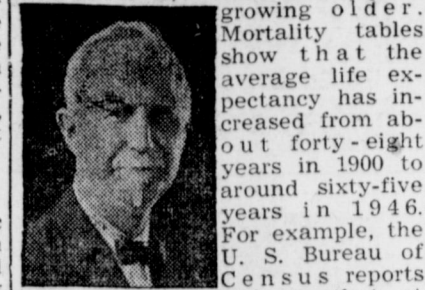 growing older.
Mortality tables
show that the
average life ex-
pectancy has in-
creased from ab-
out forty-eight
years in 1900 to
around sixty-five
years in 1946.
For example, the
U. S. Bureau of
Census reports